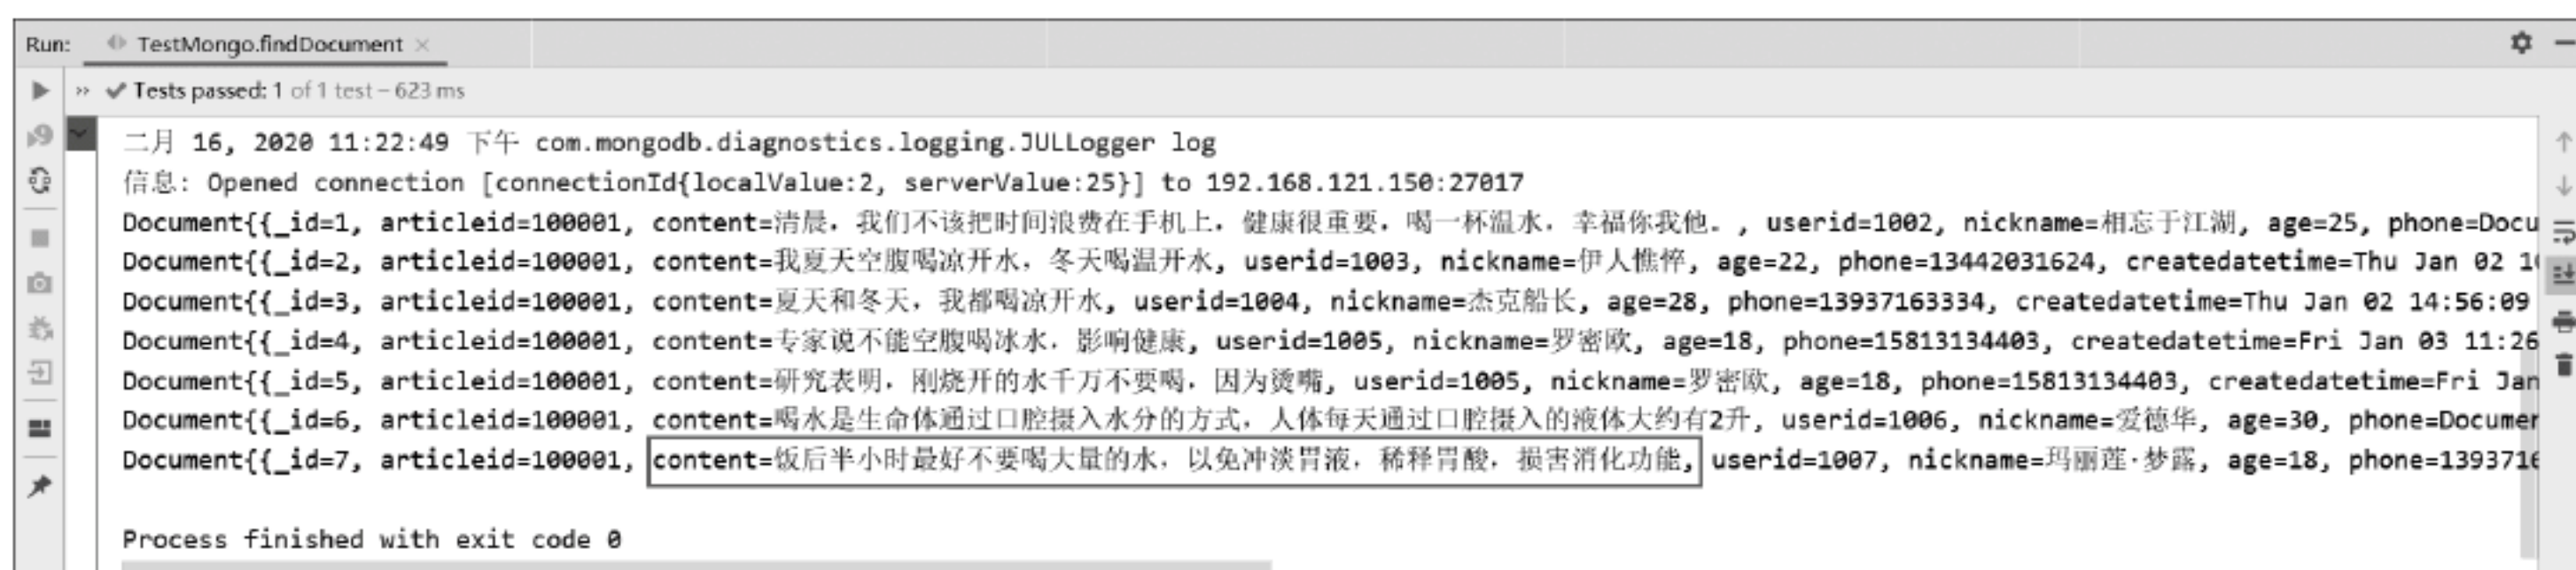 Run: TestMongo.findDocument ×
» ✔ Tests passed: 1 of 1 test – 623 ms
二月 16, 2020 11:22:49 下午 com.mongodb.diagnostics.logging.JULLogger log
信息: Opened connection [connectionId{localValue:2, serverValue:25}] to 192.168.121.150:27017
Document{{_id=1, articleid=100001, content=清晨，我们不该把时间浪费在手机上，健康很重要，喝一杯温水，幸福你我他。, userid=1002, nickname=相忘于江湖, age=25, phone=Docu
Document{{_id=2, articleid=100001, content=我夏天空腹喝凉开水，冬天喝温开水, userid=1003, nickname=伊人憔悴, age=22, phone=13442031624, createdatetime=Thu Jan 02 1
Document{{_id=3, articleid=100001, content=夏天和冬天，我都喝凉开水, userid=1004, nickname=杰克船长, age=28, phone=13937163334, createdatetime=Thu Jan 02 14:56:09
Document{{_id=4, articleid=100001, content=专家说不能空腹喝冰水，影响健康, userid=1005, nickname=罗密欧, age=18, phone=15813134403, createdatetime=Fri Jan 03 11:26
Document{{_id=5, articleid=100001, content=研究表明，刚烧开的水千万不要喝，因为烫嘴, userid=1005, nickname=罗密欧, age=18, phone=15813134403, createdatetime=Fri Jan
Document{{_id=6, articleid=100001, content=喝水是生命体通过口腔摄入水分的方式，人体每天通过口腔摄入的液体大约有2升, userid=1006, nickname=爱德华, age=30, phone=Documen
Document{{_id=7, articleid=100001, content=饭后半小时最好不要喝大量的水，以免冲淡胃液，稀释胃酸，损害消化功能, userid=1007, nickname=玛丽莲·梦露, age=18, phone=1393716
Process finished with exit code 0